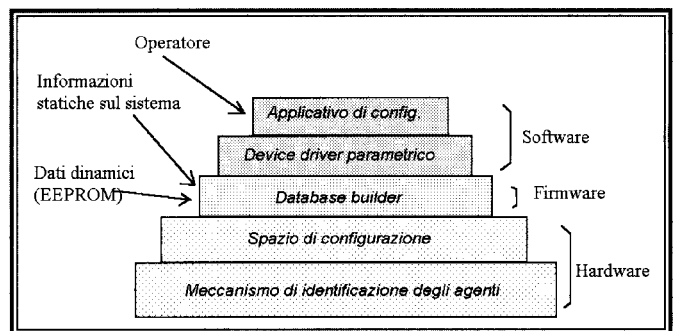 Operatore
Informazioni
statiche sul sistema
Applicativo di config.
Software
Device driver parametrico
Dati dinamici
(EEPROM)
Database builder
Firmware
Spazio di configurazione
Hardware
Meccanismo di identificazione degli agenti